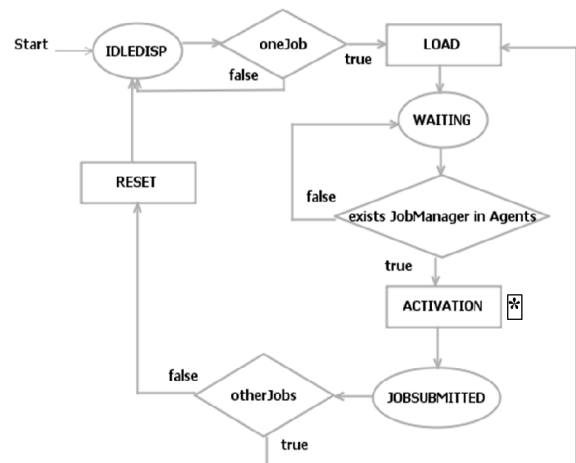 Start
IDLEDISP
oneJob
LOAD
false
true
WAITING
RESET
false
exists JobManager in Agents
true
ACTIVATION
*
false
otherJobs
JOBSUBMITTED
true